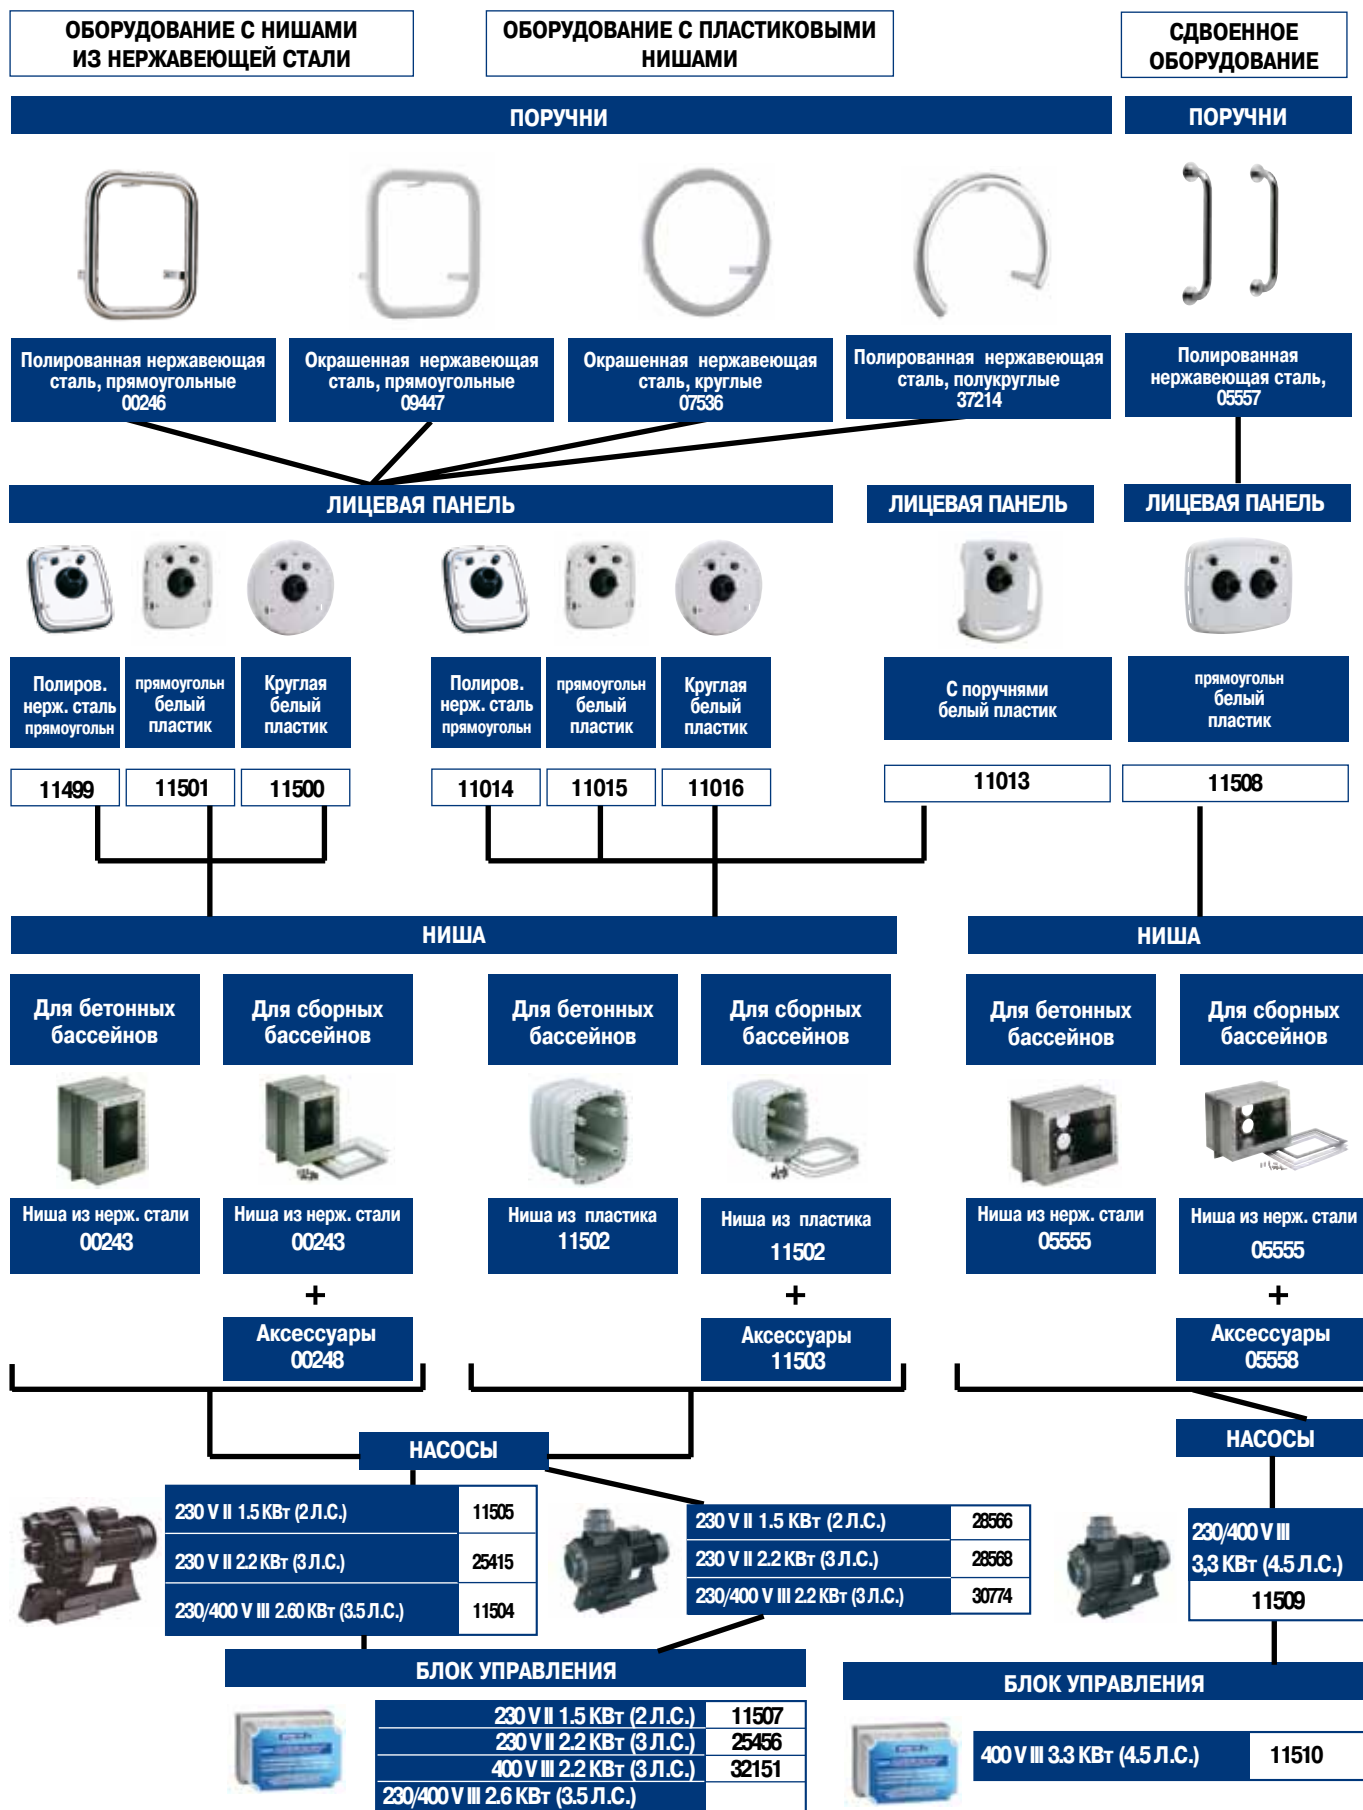 ОБОРУДОВАНИЕ С НИШАМИ
ИЗ НЕРЖАВЕЮЩЕЙ СТАЛИ
ОБОРУДОВАНИЕ С ПЛАСТИКОВЫМИ
НИШАМИ
СДВОЕННОЕ
ОБОРУДОВАНИЕ
ПОРУЧНИ
ПОРУЧНИ
Полированная нержавеющая
сталь, прямоугольные
00246
Окрашенная нержавеющая
сталь, прямоугольные
09447
Окрашенная нержавеющая
сталь, круглые
07536
Полированная нержавеющая
сталь, полукруглые
37214
Полированная
нержавеющая сталь,
05557
ЛИЦЕВАЯ ПАНЕЛЬ
ЛИЦЕВАЯ ПАНЕЛЬ
ЛИЦЕВАЯ ПАНЕЛЬ
Полиров.
нерж. сталь
прямоугольн
прямоугольн
белый
пластик
Круглая
белый
пластик
Полиров.
нерж. сталь
прямоугольн
прямоугольн
белый
пластик
Круглая
белый
пластик
С поручнями
белый пластик
прямоугольн
белый
пластик
11499
11501
11500
11014
11015
11016
11013
11508
НИША
НИША
Для бетонных
бассейнов
Для сборных
бассейнов
Для бетонных
бассейнов
Для сборных
бассейнов
Для бетонных
бассейнов
Для сборных
бассейнов
Ниша из нерж. стали
00243
Ниша из нерж. стали
00243
Ниша из пластика
11502
Ниша из пластика
11502
Ниша из нерж. стали
05555
Ниша из нерж. стали
05555
+
+
+
Аксессуары
00248
Аксессуары
11503
Аксессуары
05558
НАСОСЫ
НАСОСЫ
230 V II 1.5 КВт (2 Л.С.) 11505
230 V II 2.2 КВт (3 Л.С.) 25415
230/400 V III 2.60 КВт (3.5 Л.С.) 11504
230 V II 1.5 КВт (2 Л.С.) 28566
230 V II 2.2 КВт (3 Л.С.) 28568
230/400 V III 2.2 КВт (3 Л.С.) 30774
230/400 V III
3,3 КВт (4.5 Л.С.)
11509
БЛОК УПРАВЛЕНИЯ
БЛОК УПРАВЛЕНИЯ
230 V II 1.5 КВт (2 Л.С.) 11507
230 V II 2.2 КВт (3 Л.С.) 25456
400 V III 2.2 КВт (3 Л.С.) 32151
230/400 V III 2.6 КВт (3.5 Л.С.)
400 V III 3.3 КВт (4.5 Л.С.) 11510